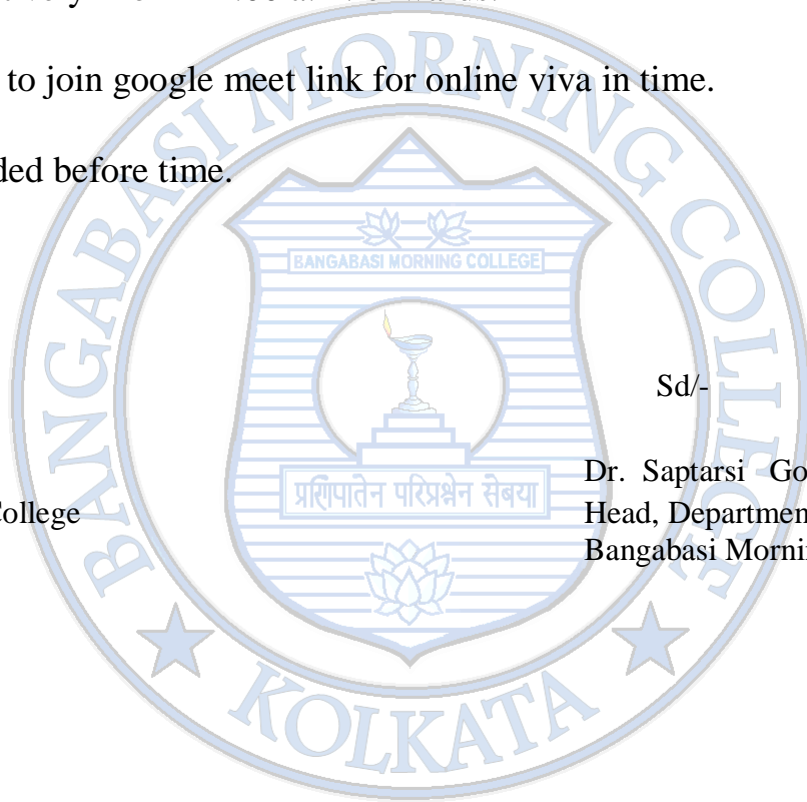 to join google meet link for online viva in time.
ded before time.
BANGABASI MORNING COLLEGE
BANGABASI MORNING COLLEGE
Sd/-
प्रणिपातेन परिप्रश्नेन सेबया
Dr. Saptarsi Go
College
Head, Departmen
Bangabasi Morni
KOLKATA